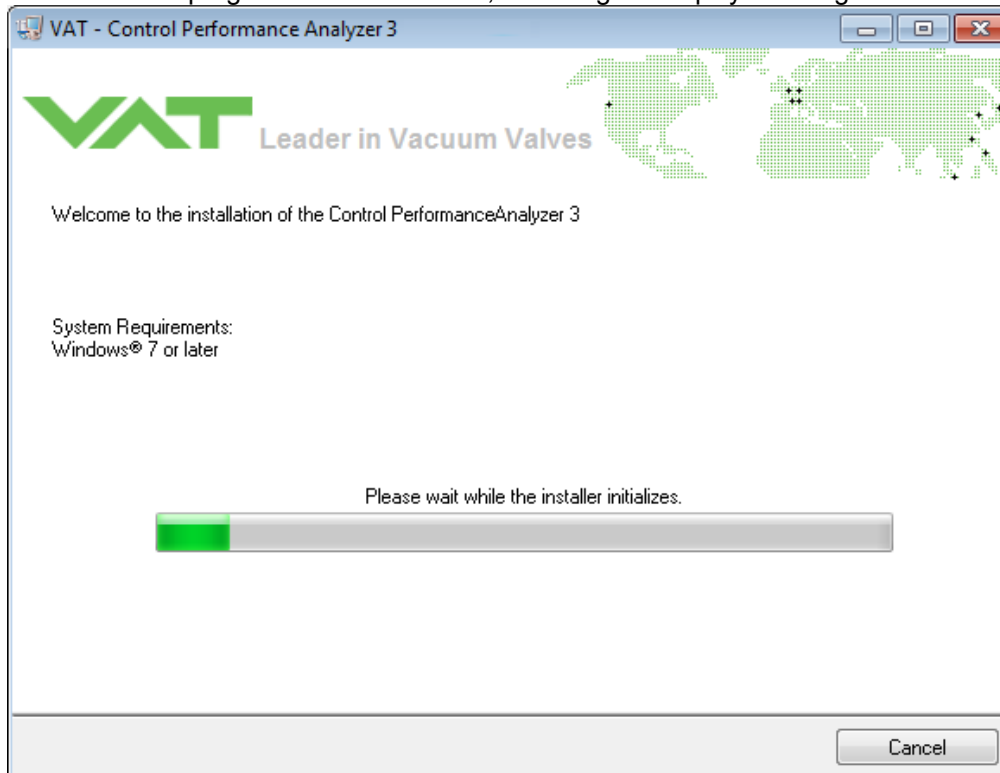 VAT - Control Performance Analyzer 3
VAT
Leader in Vacuum Valves
Welcome to the installation of the Control PerformanceAnalyzer 3
System Requirements:
Windows® 7 or later
Please wait while the installer initializes.
Cancel